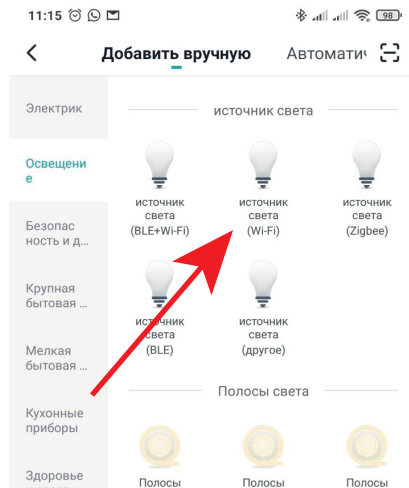 11:15 98
Добавить вручную Автомати
Электрик
Освещени
е
Безопас
ность и д...
Крупная
бытовая ...
Мелкая
бытовая ...
Кухонные
приборы
Здоровье
источник света
источник
света
(BLE+Wi-Fi)
источник
света
(Wi-Fi)
источник
света
(Zigbee)
источник
света
(BLE)
источник
света
(другое)
Полосы света
Полосы
Полосы
Полосы